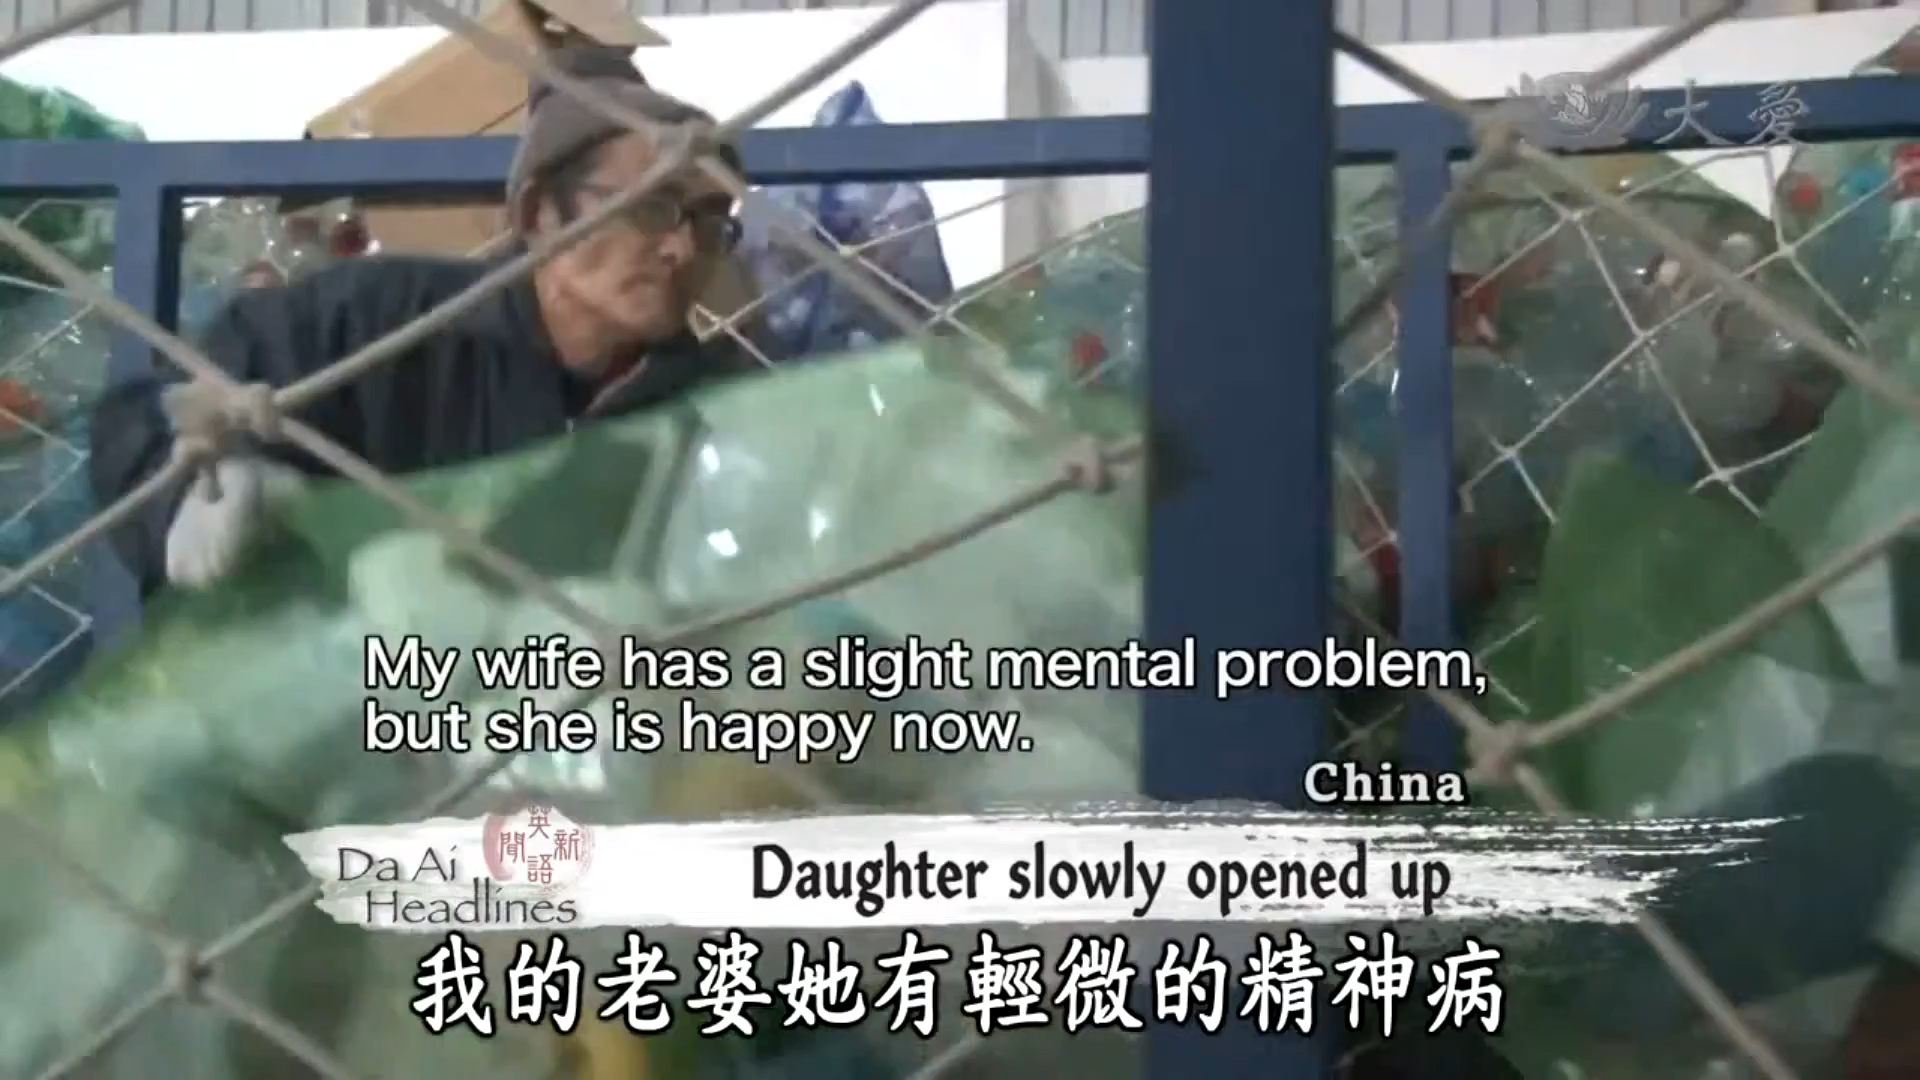 大愛
My wife has a slight mental problem,
but she is happy now.
China
Da Ai
Headlines
英語新聞
Daughter slowly opened up
我的老婆她有輕微的精神病